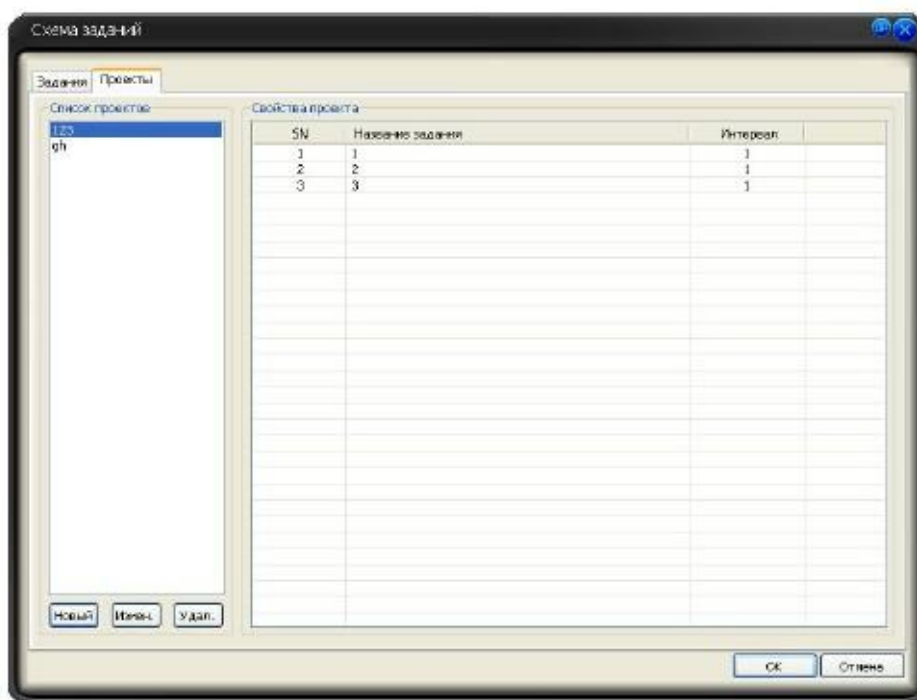 Схема заданий
Задания Проекты
Список проектов
123
gh
Свойства проекта
SN Название задания Интервал
1 1 1
2 2 1
3 3 1
Новый Измен. Удал.
OK Отмена